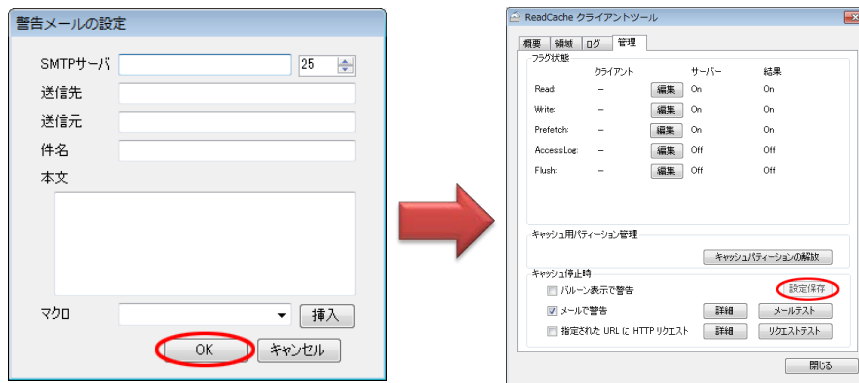 警告メールの設定
SMTPサーバ 25
送信先
送信元
件名
本文
マクロ 挿入
OK キャンセル
ReadCache クライアントツール
概要 領域 ログ 管理
フラグ状態
クライアント サーバー 結果
Read − 編集 On On
Write: − 編集 On On
Prefetch: − 編集 On On
AccessLog: − 編集 Off Off
Flush: − 編集 Off Off
キャッシュ用パティーション管理
キャッシュパティーションの解放
キャッシュ停止時
バルーン表示で警告 設定保存
メールで警告 詳細 メールテスト
指定された URL に HTTP リクエスト 詳細 リクエストテスト
閉じる